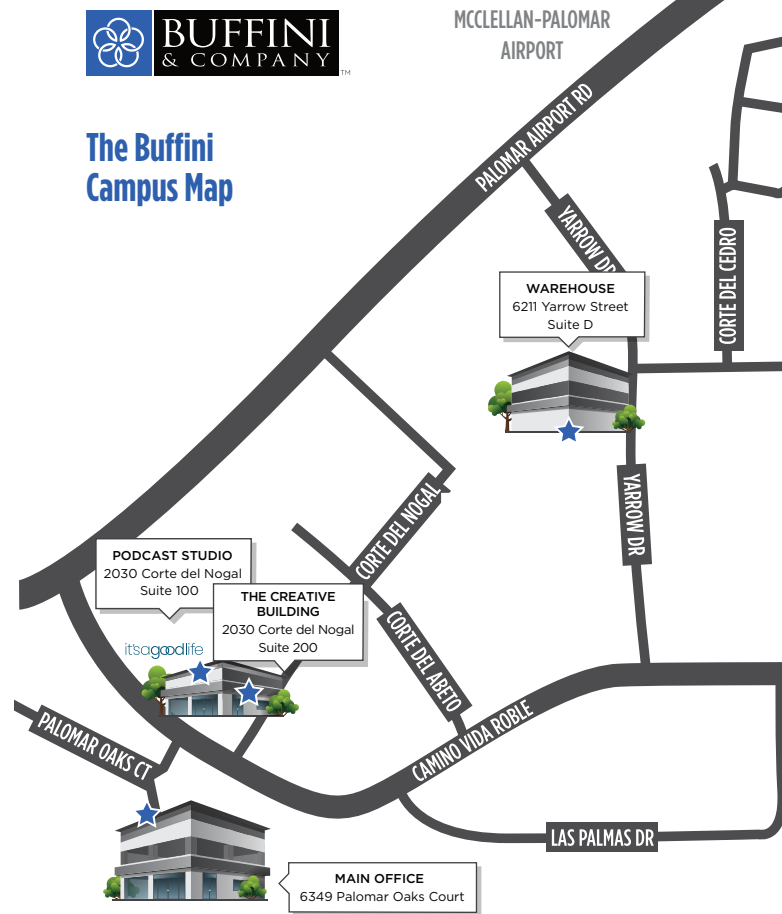 BUFFINI
& COMPANY
TM
MCCLELLAN-PALOMAR
AIRPORT
The Buffini
Campus Map
PALOMAR AIRPORT RD
YARROW DR
CORTE DEL CEDRO
WAREHOUSE
6211 Yarrow Street
Suite D
YARROW DR
CORTE DEL NOGAL
PODCAST STUDIO
2030 Corte del Nogal
Suite 100
THE CREATIVE
BUILDING
2030 Corte del Nogal
Suite 200
it'sagoodlife
CORTE DEL ABETO
CAMINO VIDA ROBLE
PALOMAR OAKS CT
LAS PALMAS DR
MAIN OFFICE
6349 Palomar Oaks Court